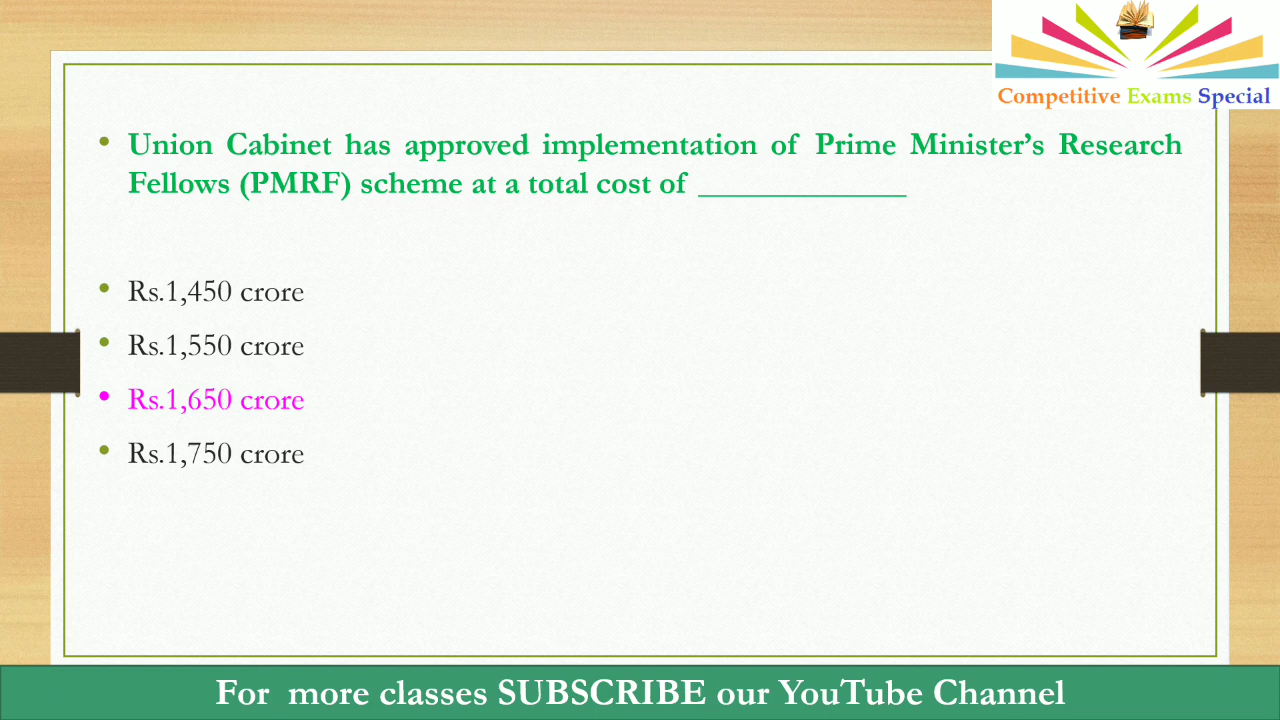 Competitive Exams Special
• Union Cabinet has approved implementation of Prime Minister’s Research
Fellows (PMRF) scheme at a total cost of _____________
• Rs.1,450 crore
• Rs.1,550 crore
• Rs.1,650 crore
• Rs.1,750 crore
For more classes SUBSCRIBE our YouTube Channel